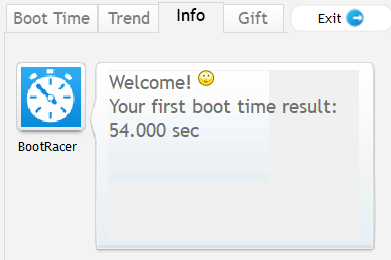 Boot Time Trend Info Gift Exit
Welcome!
Your first boot time result:
54.000 sec
BootRacer